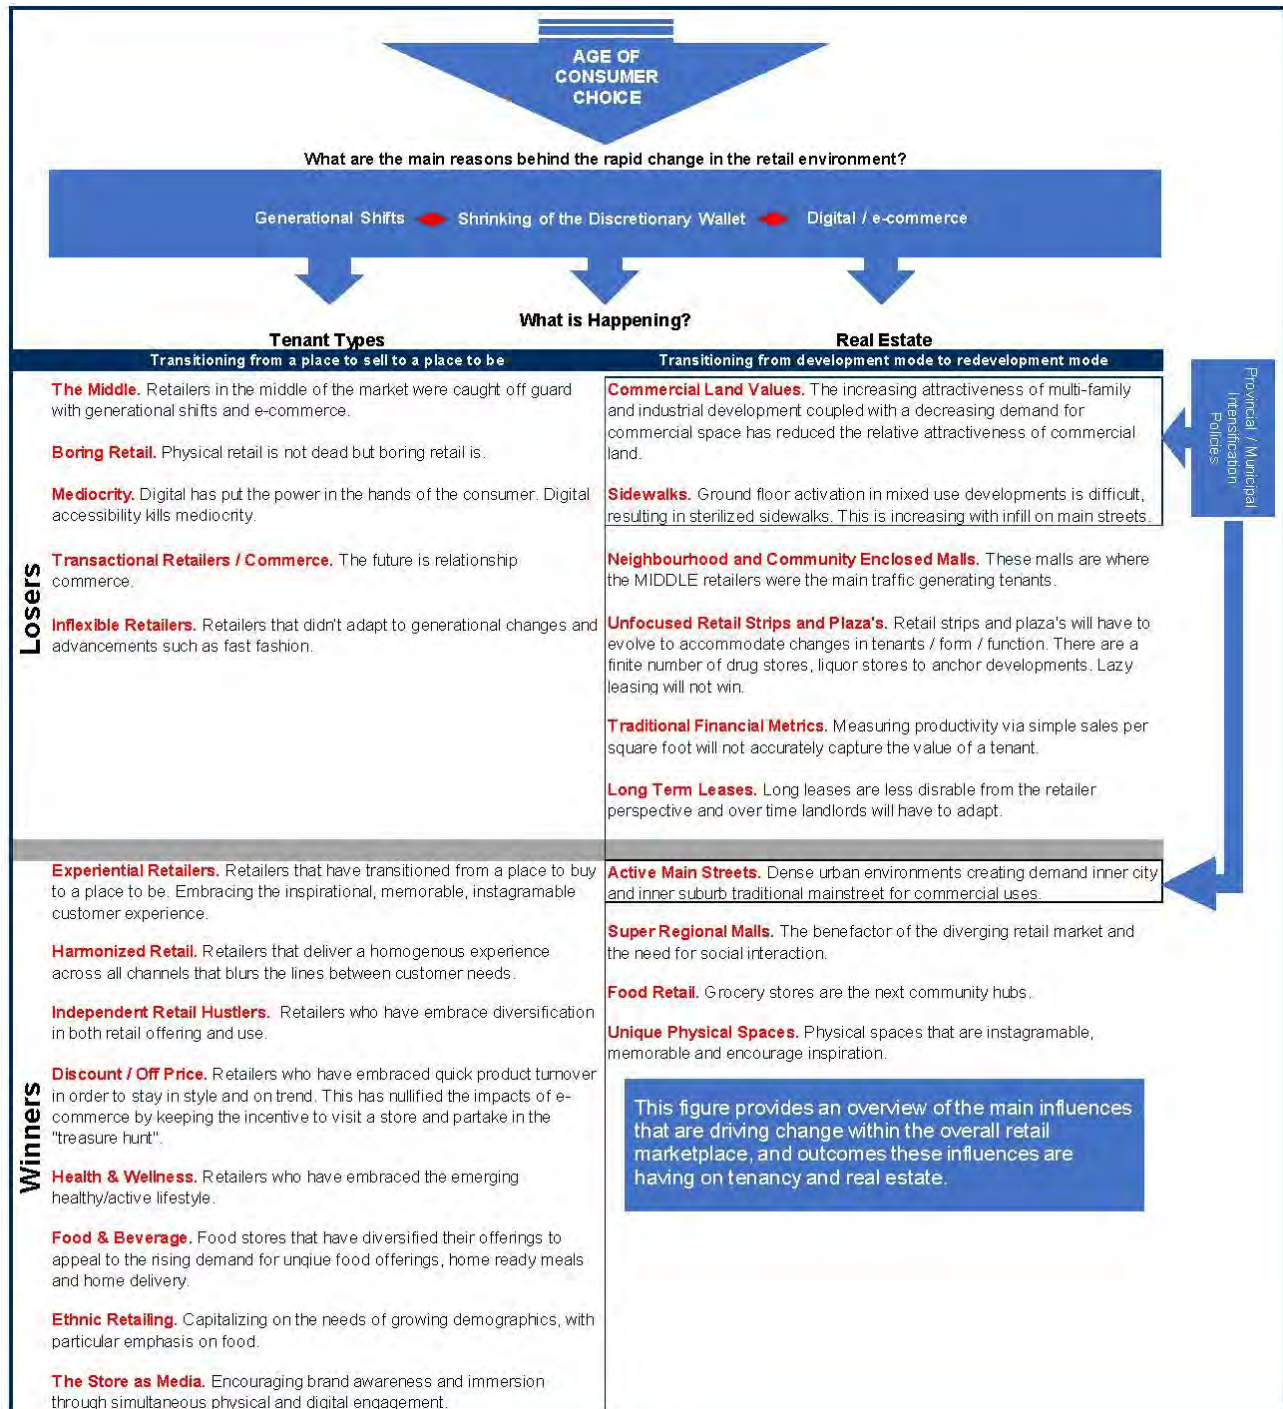 AGE OF
CONSUMER
CHOICE
What are the main reasons behind the rapid change in the retail environment?
Generational Shifts Shrinking of the Discretionary Wallet Digital / e-commerce
What is Happening?
Tenant Types
Real Estate
Transitioning from a place to sell to a place to be
Transitioning from development mode to redevelopment mode
Provincial / Municipal
Intensification
Policies
Losers
The Middle. Retailers in the middle of the market were caught off guard
with generational shifts and e-commerce.
Boring Retail. Physical retail is not dead but boring retail is.
Mediocrity. Digital has put the power in the hands of the consumer. Digital
accessibility kills mediocrity.
Transactional Retailers / Commerce. The future is relationship
commerce.
Inflexible Retailers. Retailers that didn't adapt to generational changes and
advancements such as fast fashion.
Commercial Land Values. The increasing attractiveness of multi-family
and industrial development coupled with a decreasing demand for
commercial space has reduced the relative attractiveness of commercial
land.
Sidewalks. Ground floor activation in mixed use developments is difficult,
resulting in sterilized sidewalks. This is increasing with infill on main streets.
Neighbourhood and Community Enclosed Malls. These malls are where
the MIDDLE retailers were the main traffic generating tenants.
Unfocused Retail Strips and Plaza's. Retail strips and plaza's will have to
evolve to accommodate changes in tenants / form / function. There are a
finite number of drug stores, liquor stores to anchor developments. Lazy
leasing will not win.
Traditional Financial Metrics. Measuring productivity via simple sales per
square foot will not accurately capture the value of a tenant.
Long Term Leases. Long leases are less disrable from the retailer
perspective and over time landlords will have to adapt.
Winners
Experiential Retailers. Retailers that have transitioned from a place to buy
to a place to be. Embracing the inspirational, memorable, instagramable
customer experience.
Harmonized Retail. Retailers that deliver a homogenous experience
across all channels that blurs the lines between customer needs.
Independent Retail Hustlers. Retailers who have embrace diversification
in both retail offering and use.
Discount / Off Price. Retailers who have embraced quick product turnover
in order to stay in style and on trend. This has nullified the impacts of e-
commerce by keeping the incentive to visit a store and partake in the
"treasure hunt".
Health & Wellness. Retailers who have embraced the emerging
healthy/active lifestyle.
Food & Beverage. Food stores that have diversified their offerings to
appeal to the rising demand for unqiue food offerings, home ready meals
and home delivery.
Ethnic Retailing. Capitalizing on the needs of growing demographics, with
particular emphasis on food.
The Store as Media. Encouraging brand awareness and immersion
through simultaneous physical and digital engagement.
Active Main Streets. Dense urban environments creating demand inner city
and inner suburb traditional mainstreet for commercial uses.
Super Regional Malls. The benefactor of the diverging retail market and
the need for social interaction.
Food Retail. Grocery stores are the next community hubs.
Unique Physical Spaces. Physical spaces that are instagramable,
memorable and encourage inspiration.
This figure provides an overview of the main influences
that are driving change within the overall retail
marketplace, and outcomes these influences are
having on tenancy and real estate.